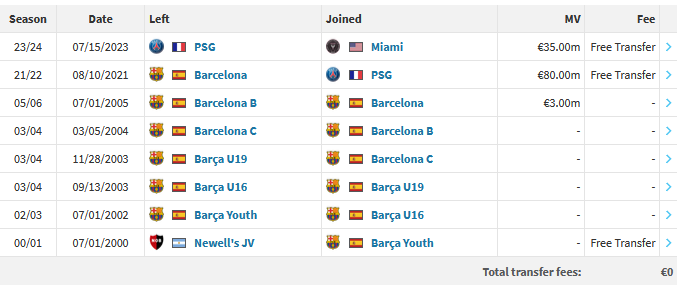 Season Date Left Joined MV Fee
23/24 07/15/2023 PSG Miami €35.00m Free Transfer
21/22 08/10/2021 Barcelona PSG €80.00m Free Transfer
05/06 07/01/2005 Barcelona B Barcelona €3.00m -
03/04 03/05/2004 Barcelona C Barcelona B - -
03/04 11/28/2003 Barça U19 Barcelona C - -
03/04 09/13/2003 Barça U16 Barça U19 - -
02/03 07/01/2002 Barça Youth Barça U16 - -
00/01 07/01/2000 Newell's JV Barça Youth - Free Transfer
Total transfer fees: €0